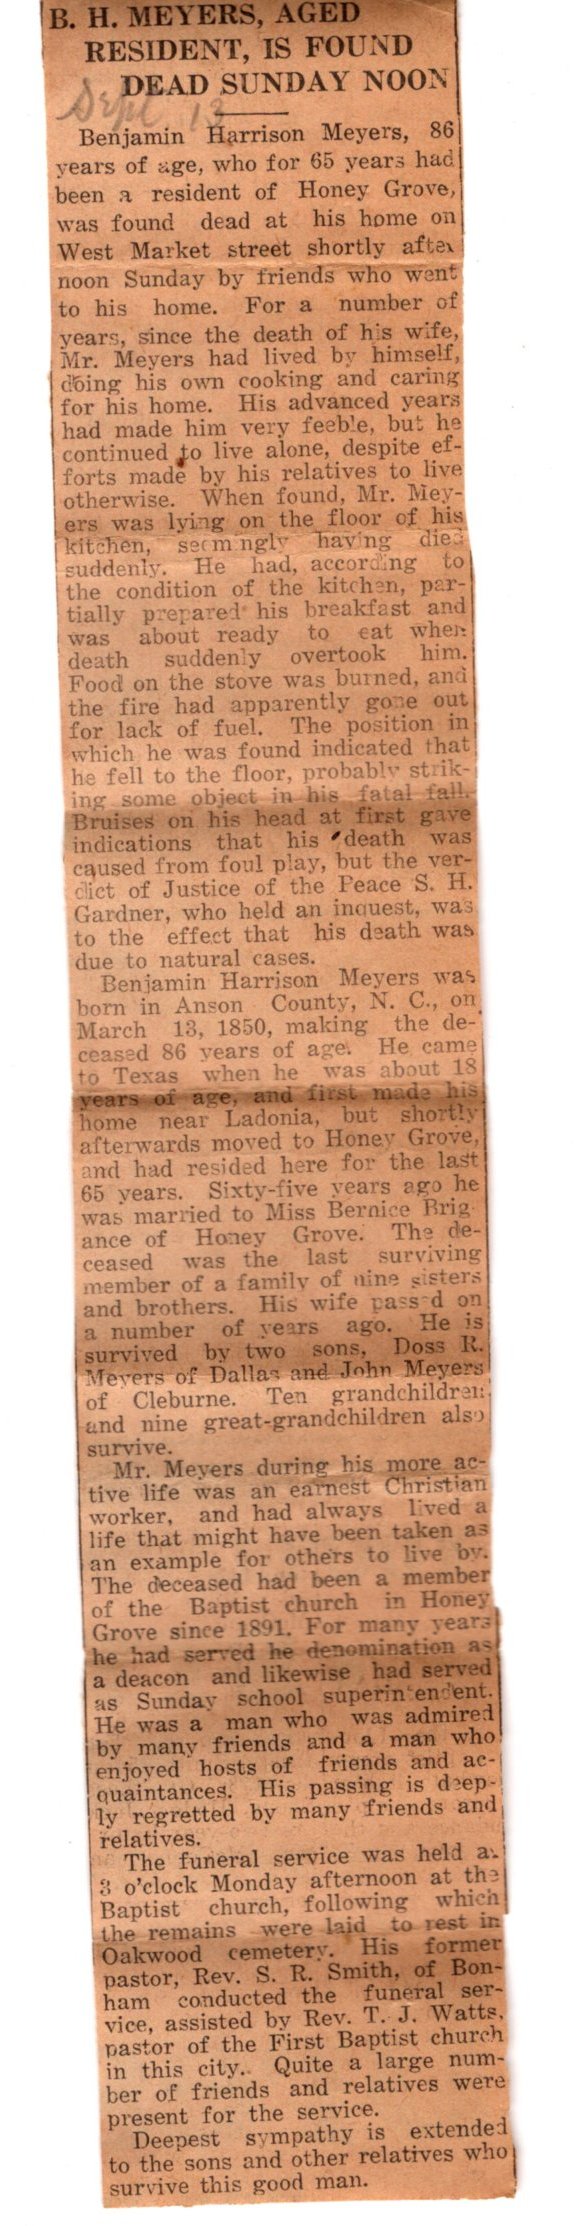 B. H. MEYERS, AGED
RESIDENT, IS FOUND
DEAD SUNDAY NOON
Sept 13
Benjamin Harrison Meyers, 86
years of age, who for 65 years had
been a resident of Honey Grove,
was found dead at his home on
West Market street shortly after
noon Sunday by friends who went
to his home. For a number of
years, since the death of his wife,
Mr. Meyers had lived by himself,
doing his own cooking and caring
for his home. His advanced years
had made him very feeble, but he
continued to live alone, despite ef-
forts made by his relatives to live
otherwise. When found, Mr. Mey-
ers was lying on the floor of his
kitchen, seemingly having died
suddenly. He had, according to
the condition of the kitchen, par-
tially prepared his breakfast and
was about ready to eat when
death suddenly overtook him.
Food on the stove was burned, and
the fire had apparently gone out
for lack of fuel. The position in
which he was found indicated that
he fell to the floor, probably strik-
ing some object in his fatal fall.
Bruises on his head at first gave
indications that his death was
caused from foul play, but the ver-
dict of Justice of the Peace S. H.
Gardner, who held an inquest, was
to the effect that his death was
due to natural cases.
Benjamin Harrison Meyers was
born in Anson County, N. C., on
March 13, 1850, making the de-
ceased 86 years of age. He came
to Texas when he was about 18
years of age, and first made his
home near Ladonia, but shortly
afterwards moved to Honey Grove,
and had resided here for the last
65 years. Sixty-five years ago he
was married to Miss Bernice Brig
ance of Honey Grove. The de-
ceased was the last surviving
member of a family of nine sisters
and brothers. His wife passed on
a number of years ago. He is
survived by two sons, Doss R.
Meyers of Dallas and John Meyers
of Cleburne. Ten grandchildren
and nine great-grandchildren also
survive.
Mr. Meyers during his more ac-
tive life was an earnest Christian
worker, and had always lived a
life that might have been taken as
an example for others to live by.
The deceased had been a member
of the Baptist church in Honey
Grove since 1891. For many years
he had served he denomination as
a deacon and likewise had served
as Sunday school superintendent.
He was a man who was admired
by many friends and a man who
enjoyed hosts of friends and ac-
quaintances. His passing is deep-
ly regretted by many friends and
relatives.
The funeral service was held at
3 o'clock Monday afternoon at the
Baptist church, following which
the remains were laid to rest in
Oakwood cemetery. His former
pastor, Rev. S. R. Smith, of Bon-
ham conducted the funeral ser-
vice, assisted by Rev. T. J. Watts,
pastor of the First Baptist church
in this city. Quite a large num-
ber of friends and relatives were
present for the service.
Deepest sympathy is extended
to the sons and other relatives who
survive this good man.